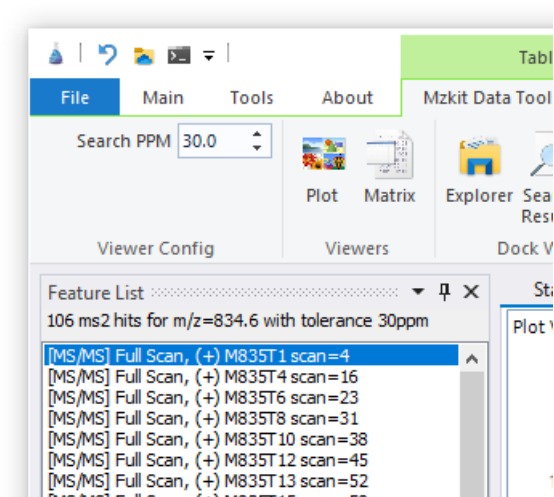 Tabl
File Main Tools About Mzkit Data Tool
Search PPM 30.0
Plot Matrix Explorer Sea
Resu
Viewer Config Viewers Dock W
Feature List Sta
106 ms2 hits for m/z=834.6 with tolerance 30ppm
Plot V
[MS/MS] Full Scan, (+) M835T1 scan=4
[MS/MS] Full Scan, (+) M835T4 scan=16
[MS/MS] Full Scan, (+) M835T6 scan=23
[MS/MS] Full Scan, (+) M835T8 scan=31
[MS/MS] Full Scan, (+) M835T10 scan=38
[MS/MS] Full Scan, (+) M835T12 scan=45
[MS/MS] Full Scan, (+) M835T13 scan=52